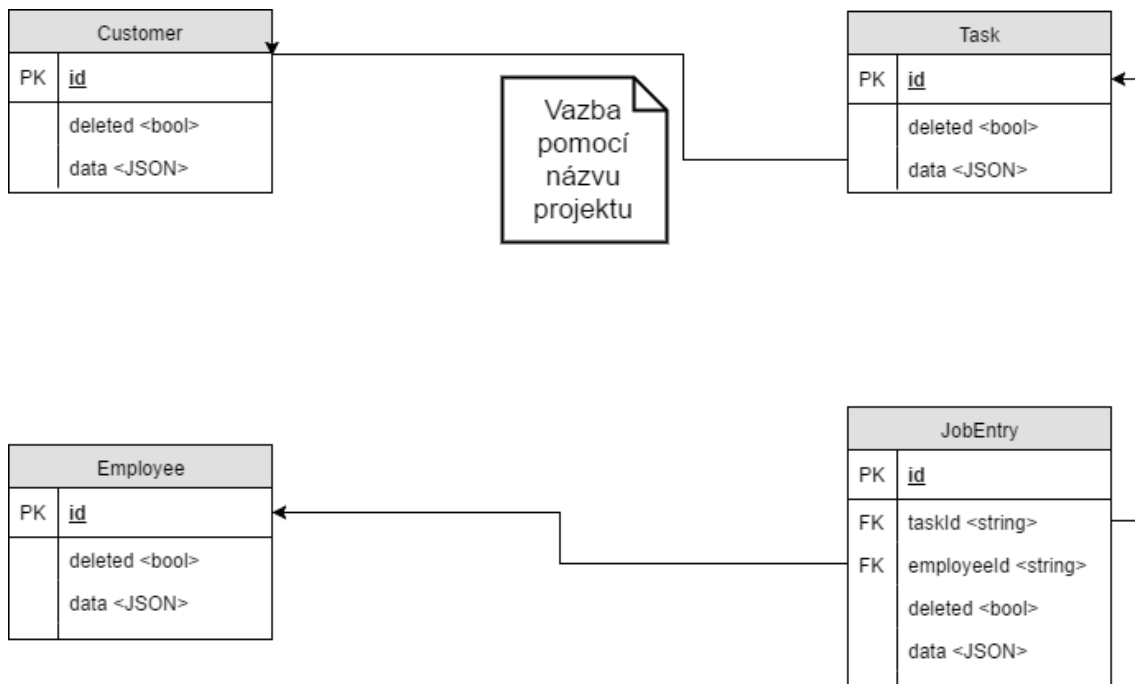 Customer
PK id
deleted <bool>
data <JSON>
Vazba
pomocí
názvu
projektu
Task
PK id
deleted <bool>
data <JSON>
Employee
PK id
deleted <bool>
data <JSON>
JobEntry
PK id
FK taskId <string>
FK employeeId <string>
deleted <bool>
data <JSON>